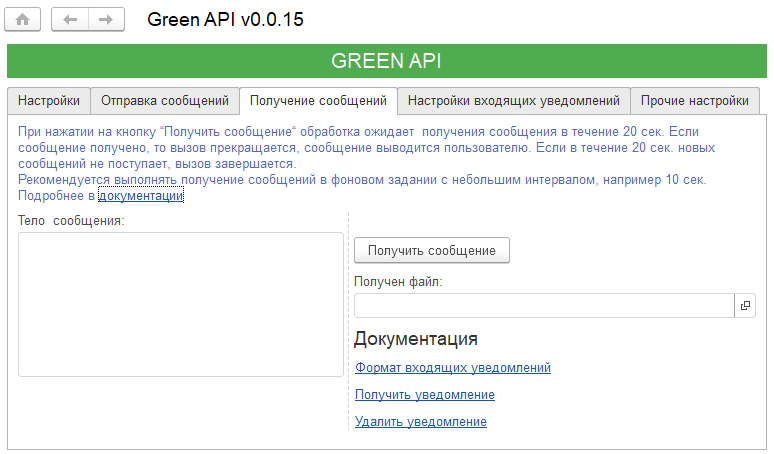 Green API v0.0.15
GREEN API
Настройки
Отправка сообщений
Получение сообщений
Настройки входящих уведомлений
Прочие настройки
При нажатии на кнопку "Получить сообщение" обработка ожидает получения сообщения в течение 20 сек. Если
сообщение получено, то вызов прекращается, сообщение выводится пользователю. Если в течение 20 сек. новых
сообщений не поступает, вызов завершается.
Рекомендуется выполнять получение сообщений в фоновом задании с небольшим интервалом, например 10 сек.
Подробнее в документации
Тело сообщения:
Получить сообщение
Получен файл:
Документация
Формат входящих уведомлений
Получить уведомление
Удалить уведомление